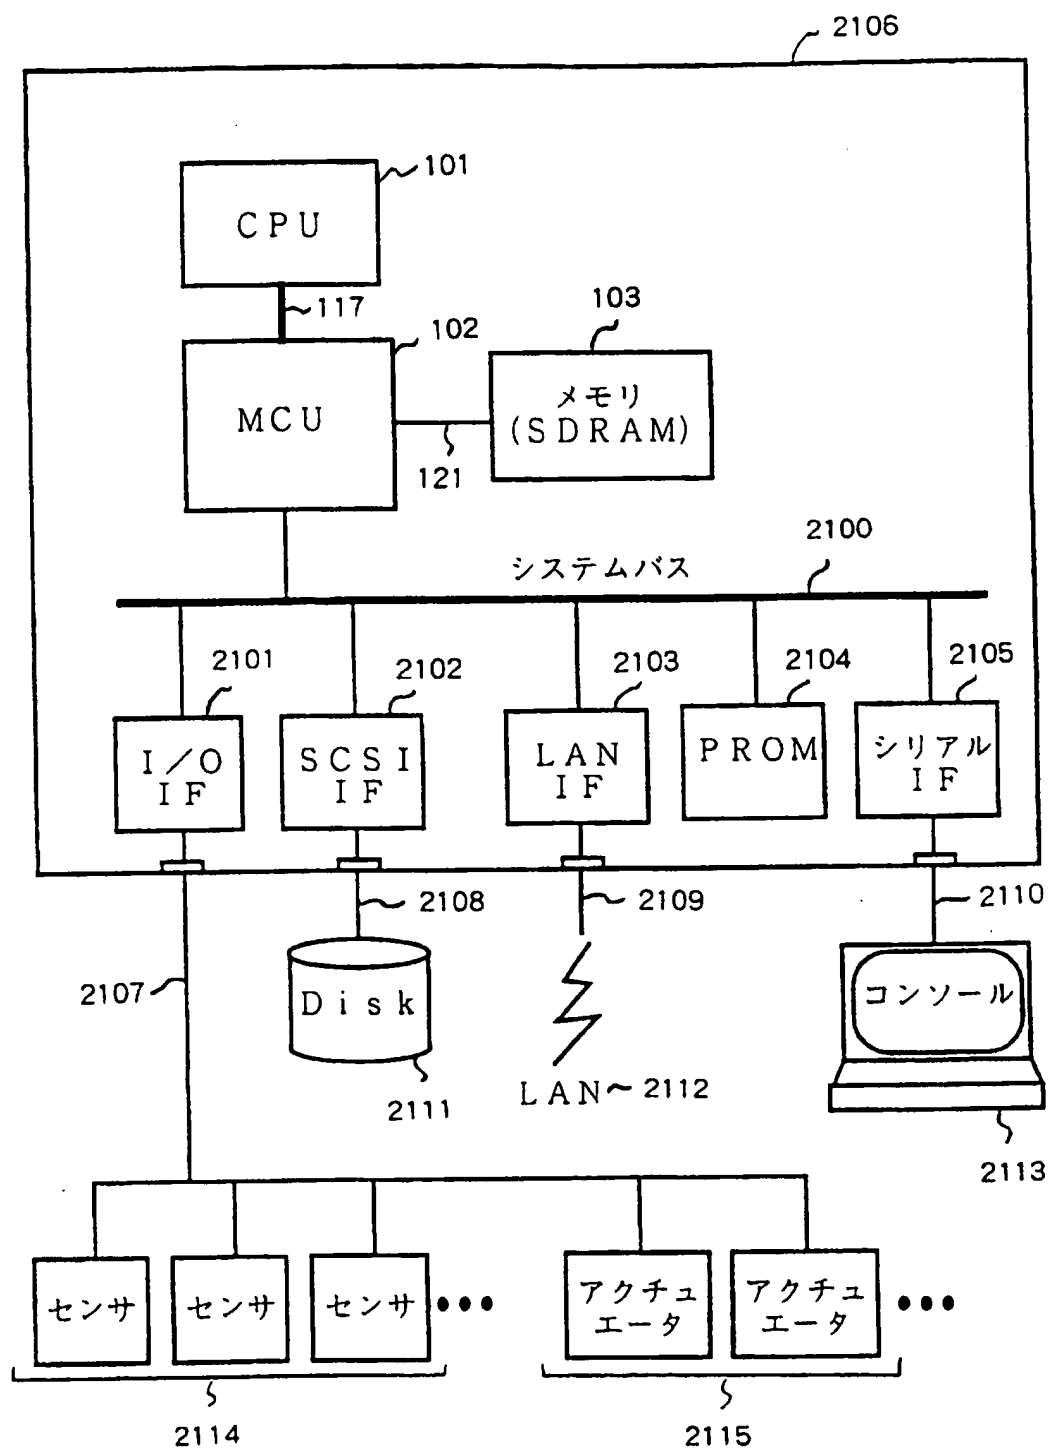 2106
101
CPU
117
102
103
MCU
メモリ
(SDRAM)
121
2100
システムバス
2101
2102
2103
2104
2105
I/O
IF
SCSI
IF
LAN
IF
PROM
シリアル
IF
2108
2109
2110
2107
Disk
コンソール
2111
LAN
2112
2113
センサ
センサ
センサ
•••
アクチュ
エータ
アクチュ
エータ
•••
2114
2115